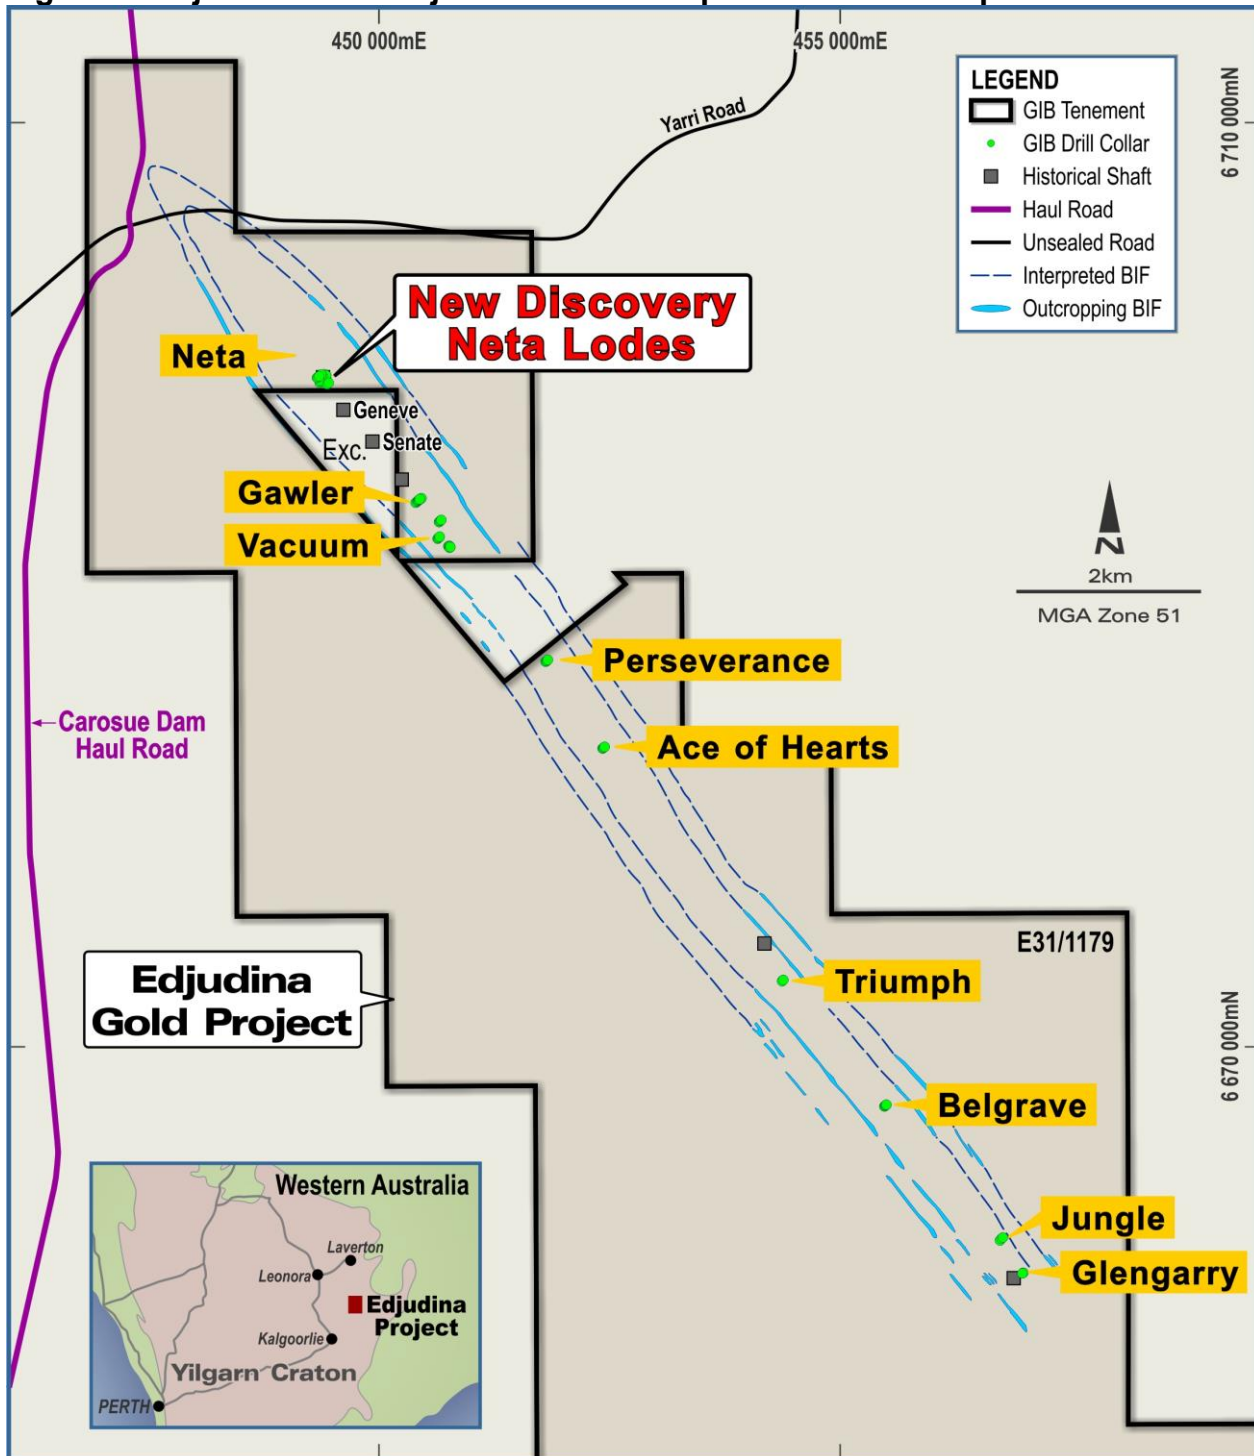 450 000mE
455 000mE
6 710 000mN
LEGEND
GIB Tenement
GIB Drill Collar
Historical Shaft
Haul Road
Unsealed Road
Interpreted BIF
Outcropping BIF
Yarri Road
New Discovery
Neta Lodes
Neta
Geneve
Senate
Exc.
Gawler
Vacuum
N
2km
MGA Zone 51
Perseverance
Carosue Dam
Haul Road
Ace of Hearts
E31/1179
Edjudina
Gold Project
Triumph
6 670 000mN
Belgrave
Jungle
Glengarry
Western Australia
Laverton
Leonora
Edjudina
Project
Kalgoorlie
Yilgarn Craton
PERTH